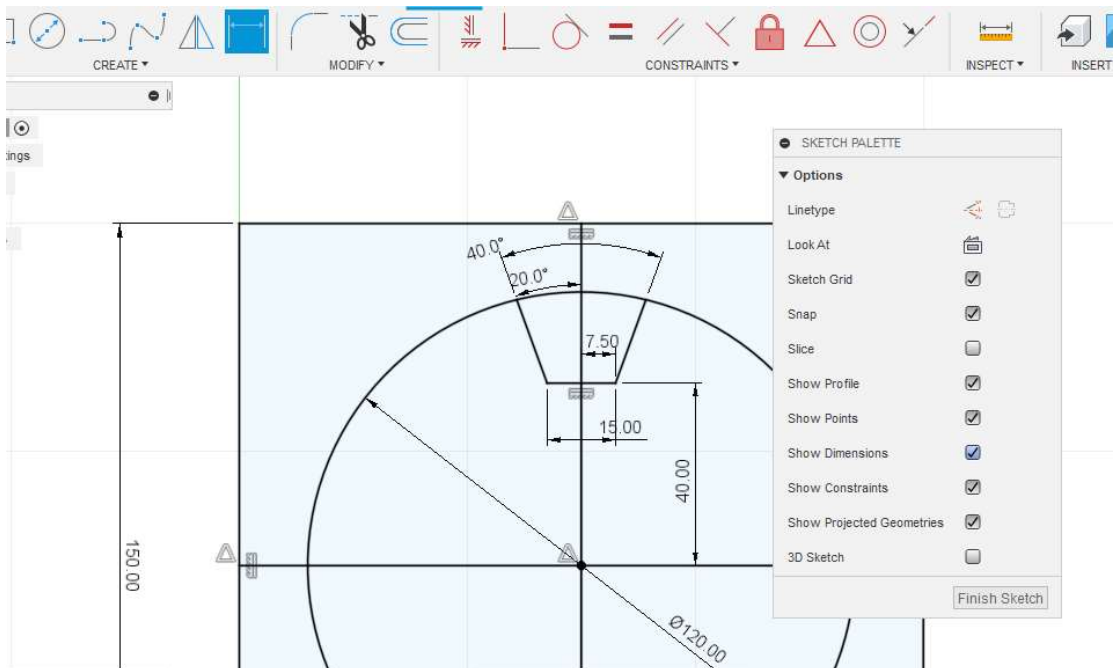 CREATE ▾
MODIFY ▾
CONSTRAINTS ▾
INSPECT ▾
INSERT
SKETCH PALETTE
Options
Linetype
Look At
Sketch Grid
Snap
Slice
Show Profile
Show Points
Show Dimensions
Show Constraints
Show Projected Geometries
3D Sketch
Finish Sketch
40.0°
20.0°
7.50
15.00
40.00
150.00
Ø120.00